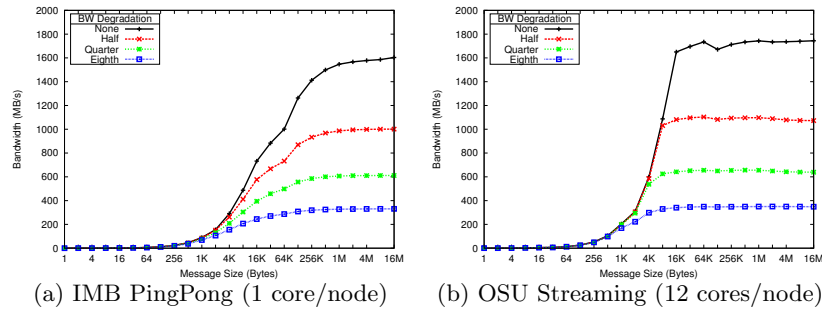 BW Degradation
None
Half
Quarter
Eighth
Bandwidth (MB/s)
2000
1800
1600
1400
1200
1000
800
600
400
200
0
1 4 16 64 256 1K 4K 16K 64K 256K 1M 4M 16M
Message Size (Bytes)
(a) IMB PingPong (1 core/node)
BW Degradation
None
Half
Quarter
Eighth
Bandwidth (MB/s)
2000
1800
1600
1400
1200
1000
800
600
400
200
0
1 4 16 64 256 1K 4K 16K 64K 256K 1M 4M 16M
Message Size (Bytes)
(b) OSU Streaming (12 cores/node)